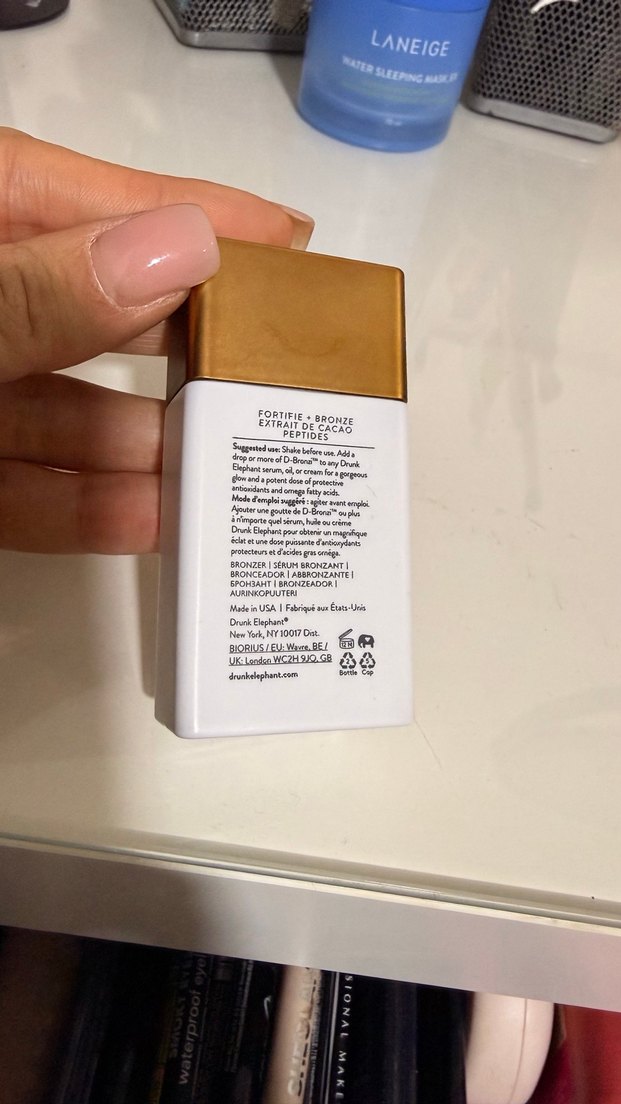 LANEIGE
WATER SLEEPING MASK EX
FORTIFIE + BRONZE
EXTRAIT DE CACAO
PEPTIDES
Suggested use: Shake before use. Add a
drop or more of D-Bronzi™ to any Drunk
Elephant serum, oil, or cream for a gorgeous
glow and a potent dose of protective
antioxidants and omega fatty acids.
Mode d'emploi suggéré : agiter avant emploi.
Ajouter une goutte de D-Bronzi™ ou plus
à n'importe quel sérum, huile ou crème
Drunk Elephant pour obtenir un magnifique
éclat et une dose puissante d'antioxydants
protecteurs et d'acides gras oméga.
BRONZER | SÉRUM BRONZANT |
BRONCEADOR | ABBRONZANTE |
БРОНЗАНТ | BRONZEADOR |
AURINKOPUUTERI
Made in USA | Fabriqué aux États-Unis
Drunk Elephant®
New York, NY 10017 Dist.
BIORIUS / EU: Wavre, BE /
UK: London WC2H 9JQ, GB
drunkelephant.com
12 M
2 5
Bottle Cap
waterproof eye
SIONAL MAKE